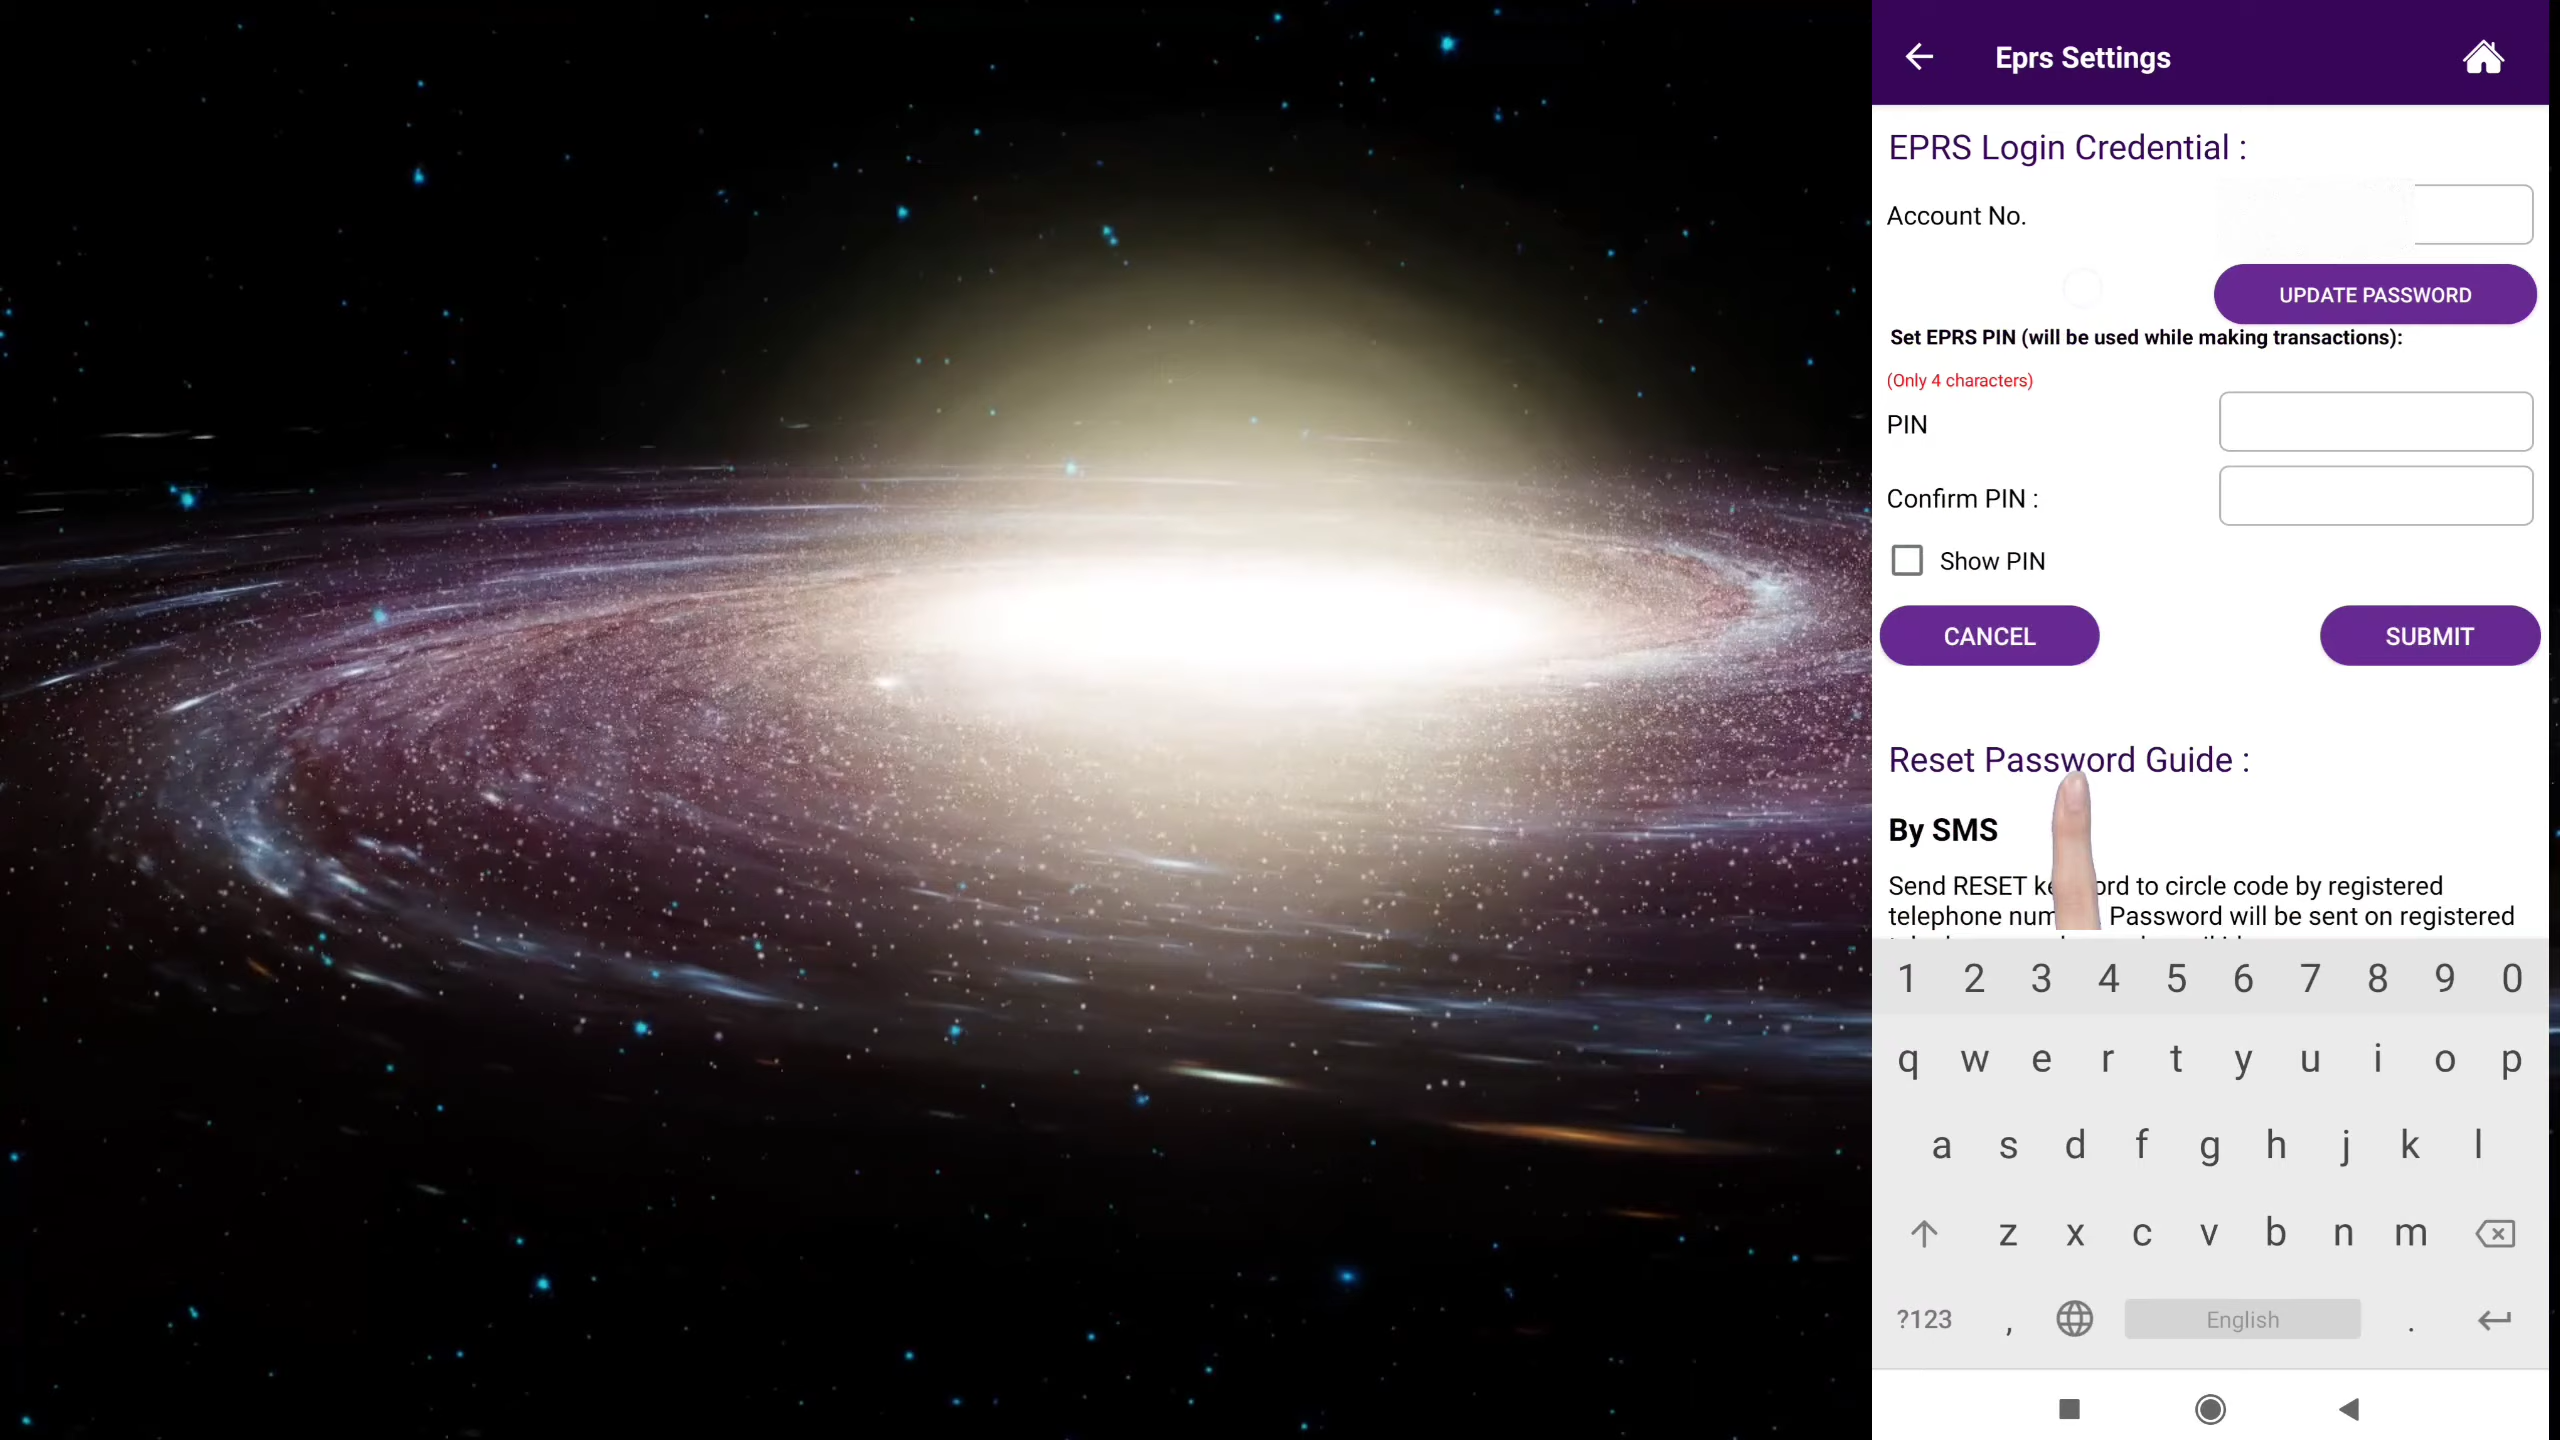 Eprs Settings
EPRS Login Credential :
Account No.
UPDATE PASSWORD
Set EPRS PIN (will be used while making transactions):
(Only 4 characters)
PIN
Confirm PIN :
Show PIN
CANCEL SUBMIT
Reset Password Guide :
By SMS
Send RESET to circle code by registered
telephone Password will be sent on registered
1 2 3 4 5 6 7 8 9 0
q w e r t y u i o p
a s d f g h j k l
z x c v b n m
?123 , English .